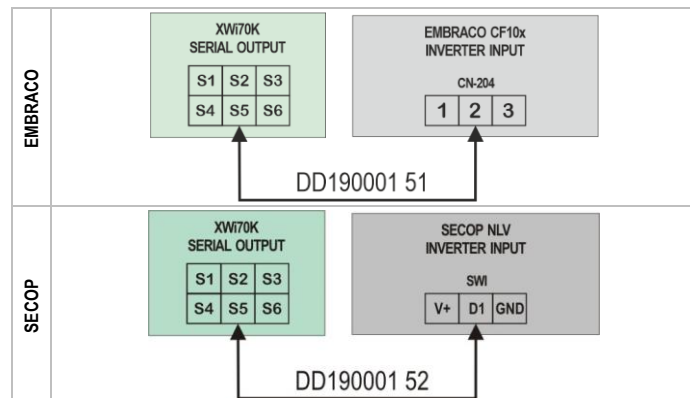 EMBRACO
XWi70K
SERIAL OUTPUT
S1 S2 S3
S4 S5 S6
EMBRACO CF10x
INVERTER INPUT
CN-204
1 2 3
DD190001 51
SECOP
XWi70K
SERIAL OUTPUT
S1 S2 S3
S4 S5 S6
SECOP NLV
INVERTER INPUT
SWI
V+ D1 GND
DD190001 52